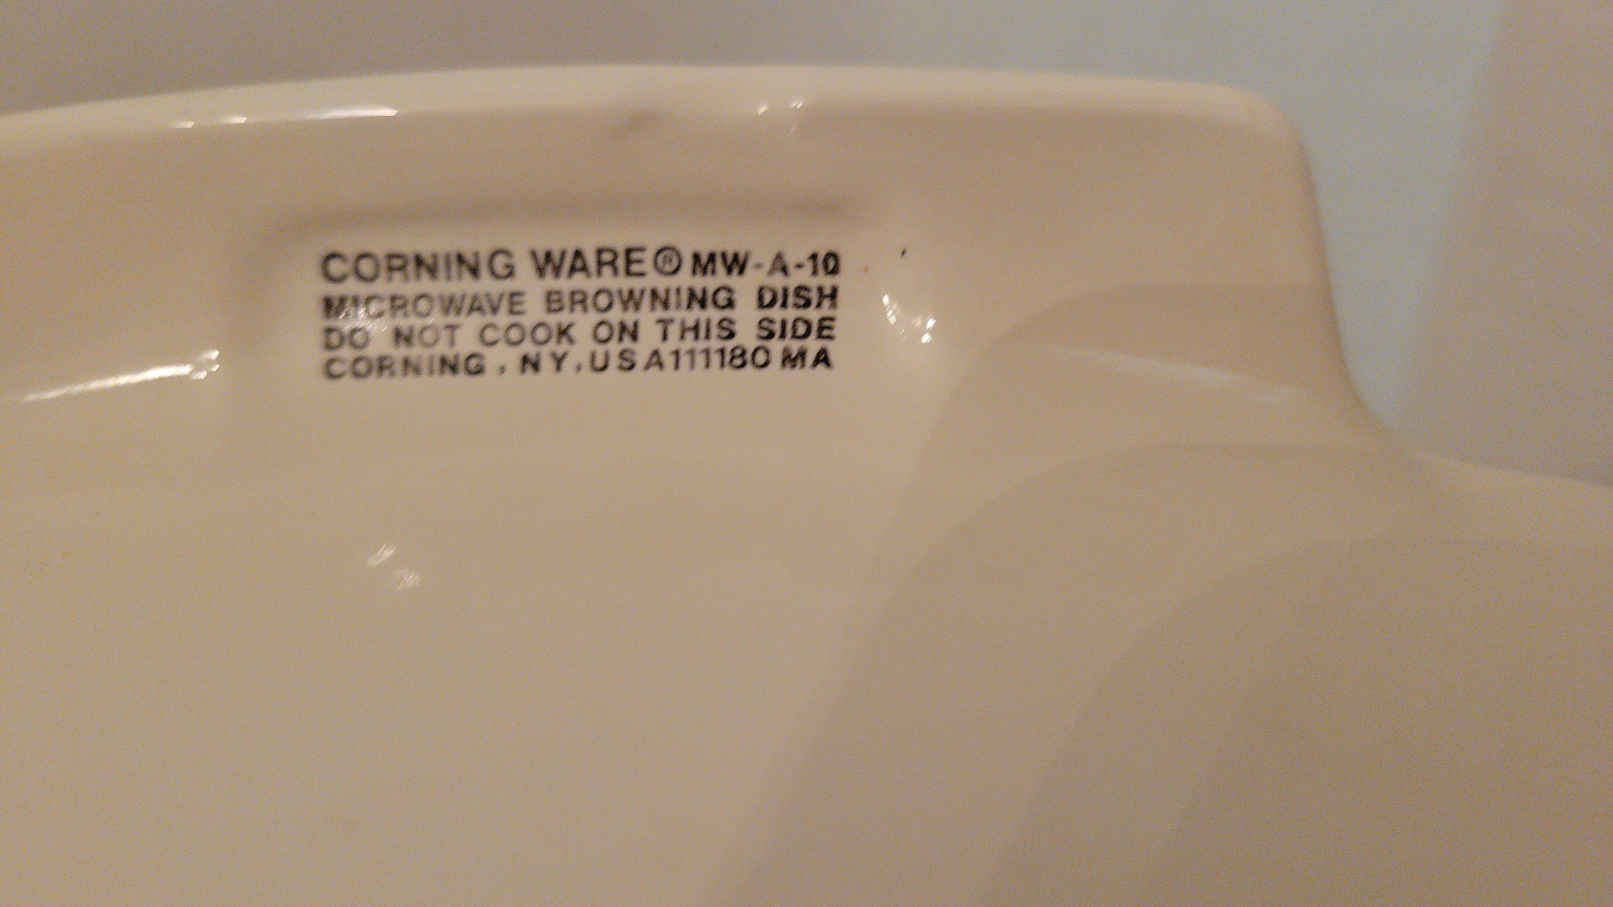 CORNING WARE® MW-A-10
MICROWAVE BROWNING DISH
DO NOT COOK ON THIS SIDE
CORNING, NY, USA111180 MA